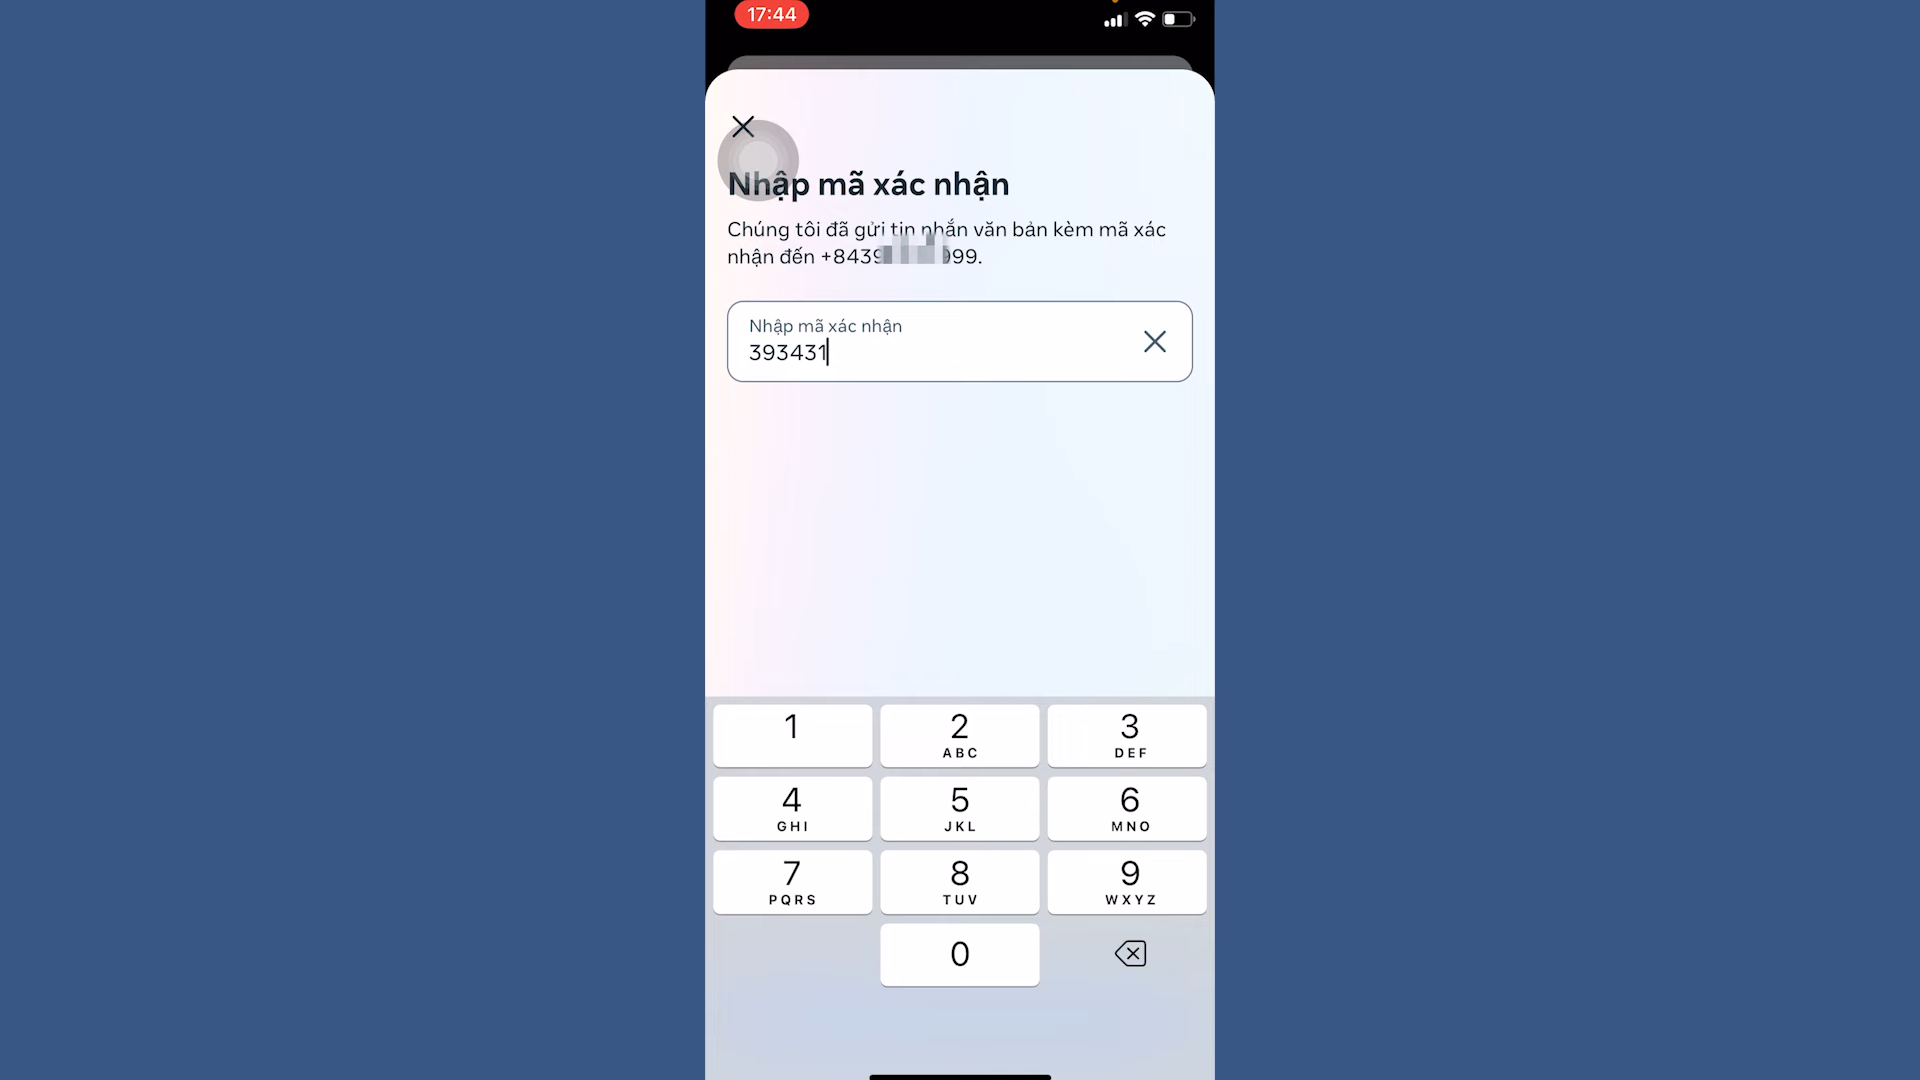 17:44
Nhập mã xác nhận
Chúng tôi đã gửi tin nhắn văn bản kèm mã xác
nhận đến +8439 999.
Nhập mã xác nhận
393431
1
2
ABC
3
DEF
4
GHI
5
JKL
6
MNO
7
PQRS
8
TUV
9
WXYZ
0